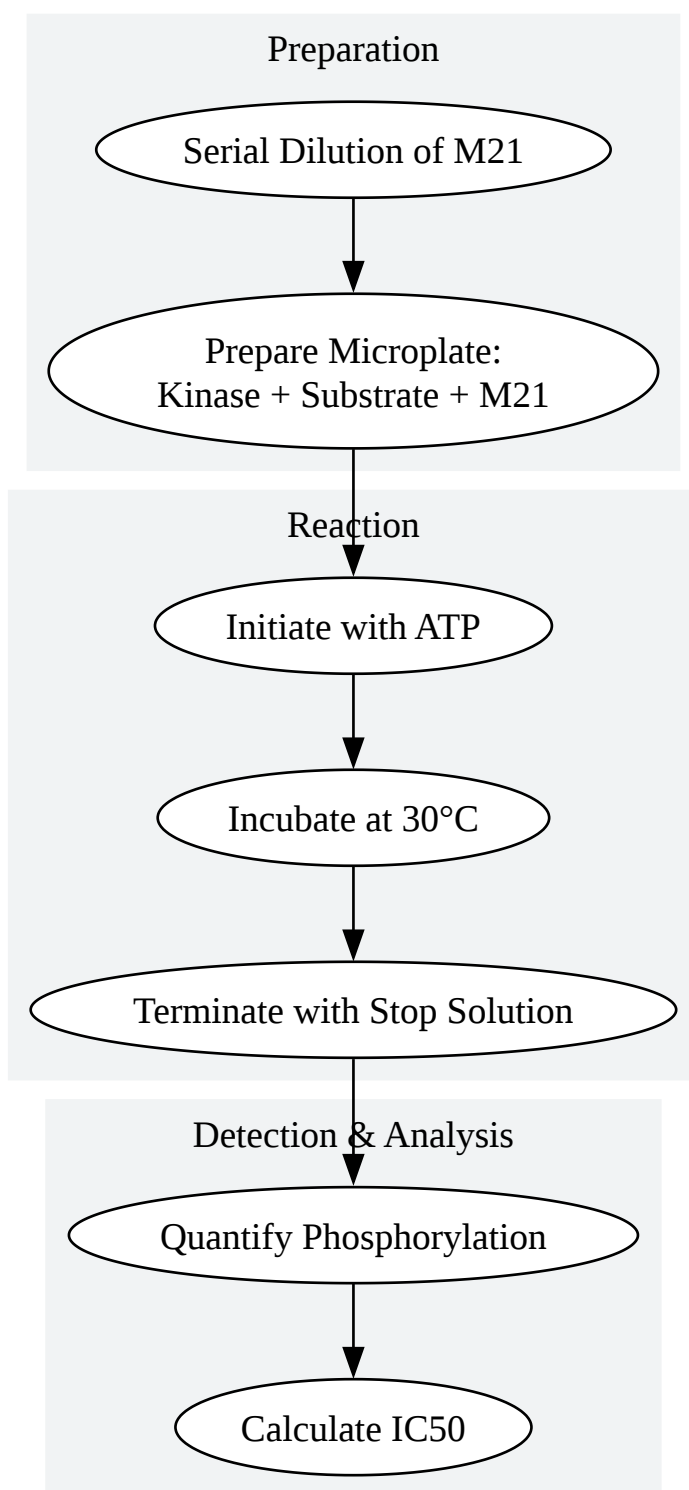 Preparation
Serial Dilution of M21
Prepare Microplate:
Kinase + Substrate + M21
Reaction
Initiate with ATP
Incubate at 30°C
Terminate with Stop Solution
Detection & Analysis
Quantify Phosphorylation
Calculate IC50